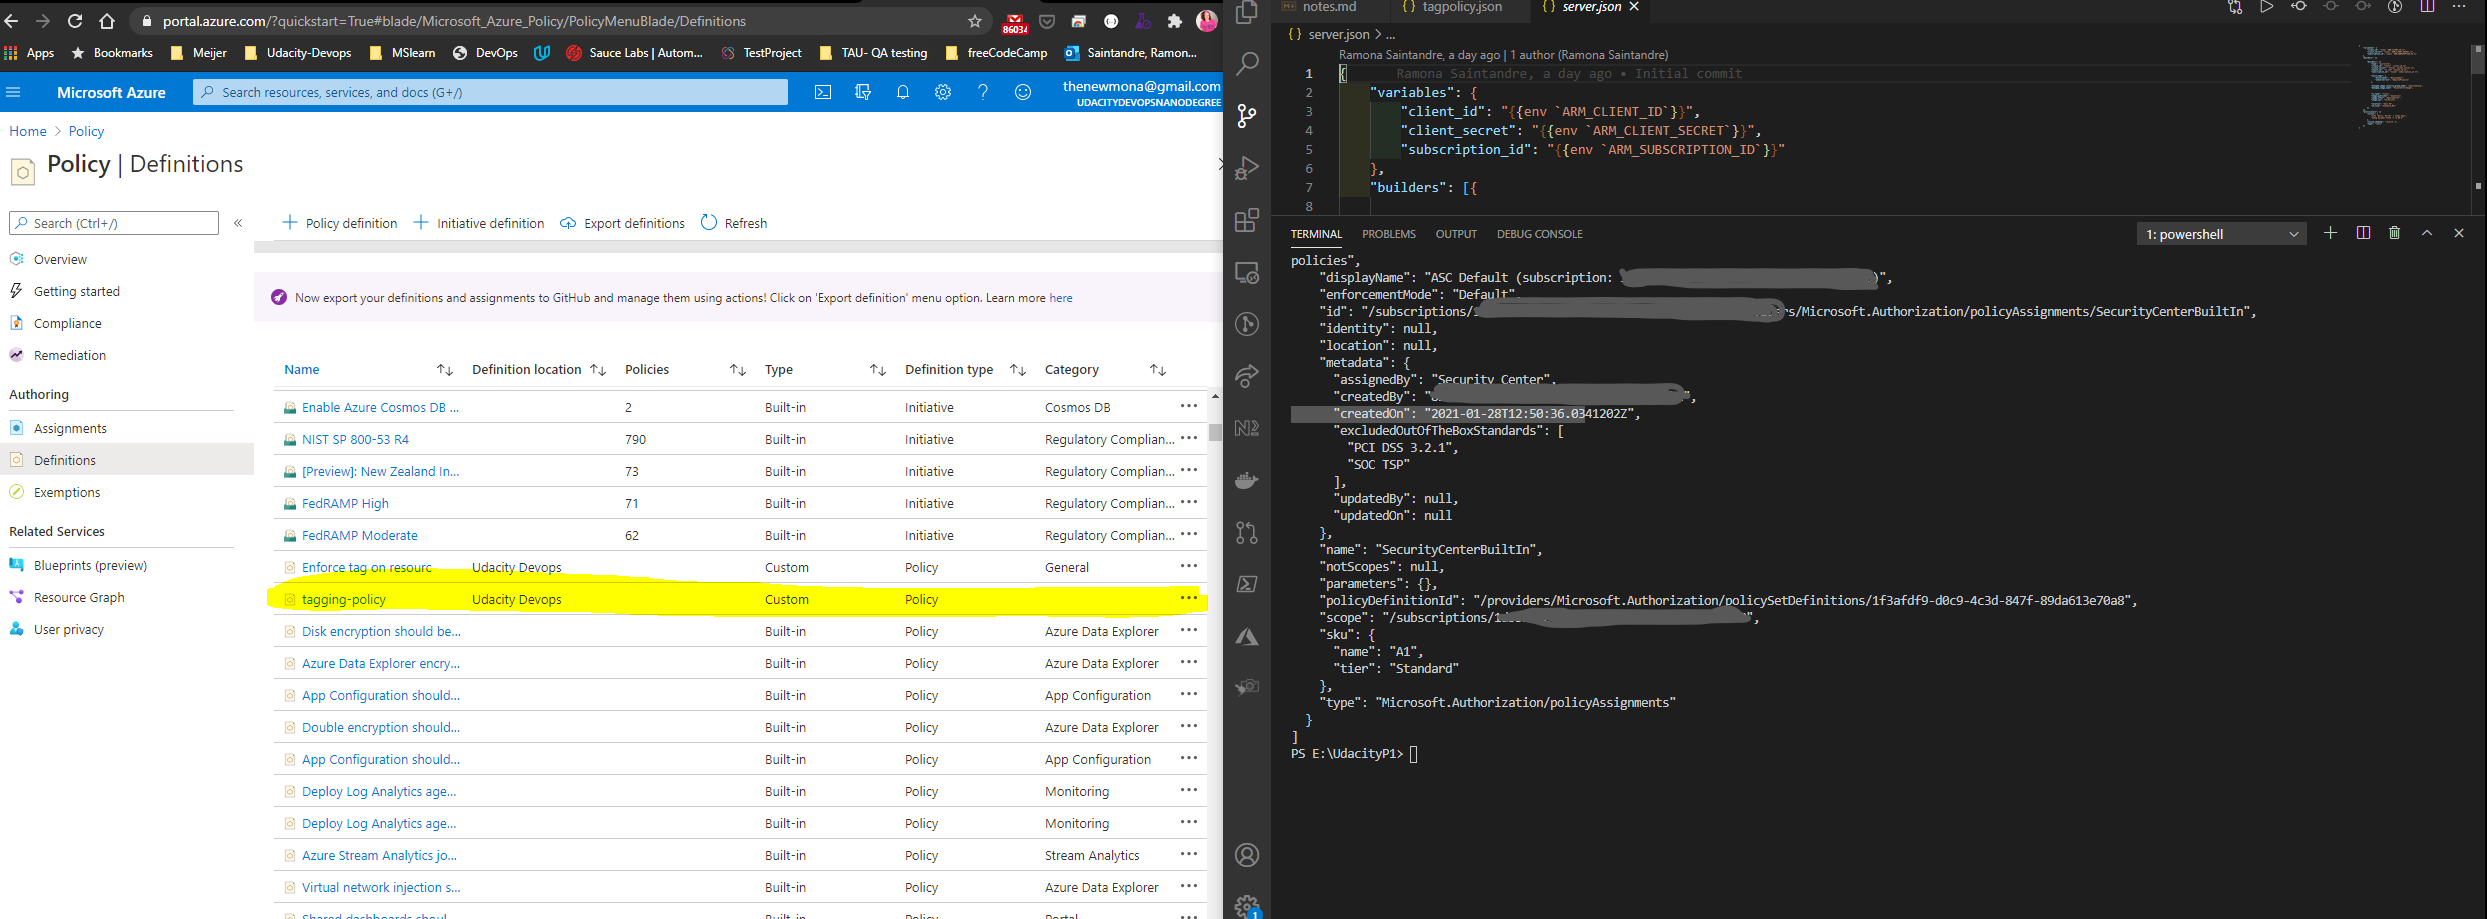 portal.azure.com/?quickstart=True#blade/Microsoft_Azure_Policy/PolicyMenuBlade/Definitions
86034
Apps Bookmarks Meijer Udacity-Devops MSlearn DevOps Sauce Labs | Autom... TestProject TAU- QA testing freeCodeCamp Saintandre, Ramon...
Microsoft Azure
Search resources, services, and docs (G+/)
thenewmona@gmail.com
UDACITYDEVOPSNANODEGREE
Home > Policy
Policy | Definitions
Search (Ctrl+/)
«
Overview
Getting started
Compliance
Remediation
Authoring
Assignments
Definitions
Exemptions
Related Services
Blueprints (preview)
Resource Graph
User privacy
Policy definition Initiative definition Export definitions Refresh
Now export your definitions and assignments to GitHub and manage them using actions! Click on 'Export definition' menu option. Learn more here
Name Definition location Policies Type Definition type Category
Enable Azure Cosmos DB ... 2 Built-in Initiative Cosmos DB
NIST SP 800-53 R4 790 Built-in Initiative Regulatory Complian...
[Preview]: New Zealand In... 73 Built-in Initiative Regulatory Complian...
FedRAMP High 71 Built-in Initiative Regulatory Complian...
FedRAMP Moderate 62 Built-in Initiative Regulatory Complian...
Enforce tag on resourc Udacity Devops Custom Policy General
tagging-policy Udacity Devops Custom Policy
Disk encryption should be... Built-in Policy Azure Data Explorer
Azure Data Explorer encry... Built-in Policy Azure Data Explorer
App Configuration should... Built-in Policy App Configuration
Double encryption should... Built-in Policy Azure Data Explorer
App Configuration should... Built-in Policy App Configuration
Deploy Log Analytics age... Built-in Policy Monitoring
Deploy Log Analytics age... Built-in Policy Monitoring
Azure Stream Analytics jo... Built-in Policy Stream Analytics
Virtual network injection s... Built-in Policy Azure Data Explorer
Shared dashboards shoul... Built-in Policy Portal
notes.md {} tagpolicy.json {} server.json
{} server.json > ...
Ramona Saintandre, a day ago | 1 author (Ramona Saintandre)
1 { Ramona Saintandre, a day ago • Initial commit
2 "variables": {
3 "client_id": "{{env `ARM_CLIENT_ID`}}",
4 "client_secret": "{{env `ARM_CLIENT_SECRET`}}",
5 "subscription_id": "{{env `ARM_SUBSCRIPTION_ID`}}"
6 },
7 "builders": [{
8
TERMINAL PROBLEMS OUTPUT DEBUG CONSOLE 1: powershell
policies",
"displayName": "ASC Default (subscription: )",
"enforcementMode": "Default",
"id": "/subscriptions/ rs/Microsoft.Authorization/policyAssignments/SecurityCenterBuiltIn",
"identity": null,
"location": null,
"metadata": {
"assignedBy": "Security Center",
"createdBy": " ",
"createdOn": "2021-01-28T12:50:36.0341202Z",
"excludedOutOfTheBoxStandards": [
"PCI DSS 3.2.1",
"SOC TSP"
],
"updatedBy": null,
"updatedOn": null
},
"name": "SecurityCenterBuiltIn",
"notScopes": null,
"parameters": {},
"policyDefinitionId": "/providers/Microsoft.Authorization/policySetDefinitions/1f3afdf9-d0c9-4c3d-847f-89da613e70a8",
"scope": "/subscriptions/ ",
"sku": {
"name": "A1",
"tier": "Standard"
},
"type": "Microsoft.Authorization/policyAssignments"
}
]
PS E:\UdacityP1>
1